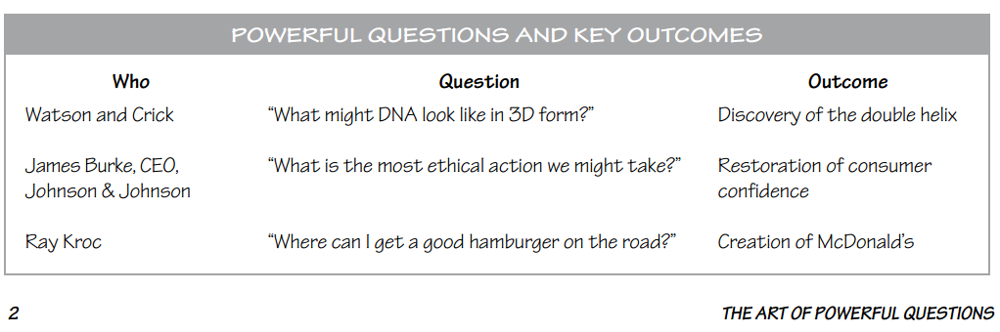 POWERFUL QUESTIONS AND KEY OUTCOMES
Who Question Outcome
Watson and Crick “What might DNA look like in 3D form?” Discovery of the double helix
James Burke, CEO, “What is the most ethical action we might take?” Restoration of consumer
Johnson & Johnson confidence
Ray Kroc “Where can I get a good hamburger on the road?” Creation of McDonald’s
2 THE ART OF POWERFUL QUESTIONS